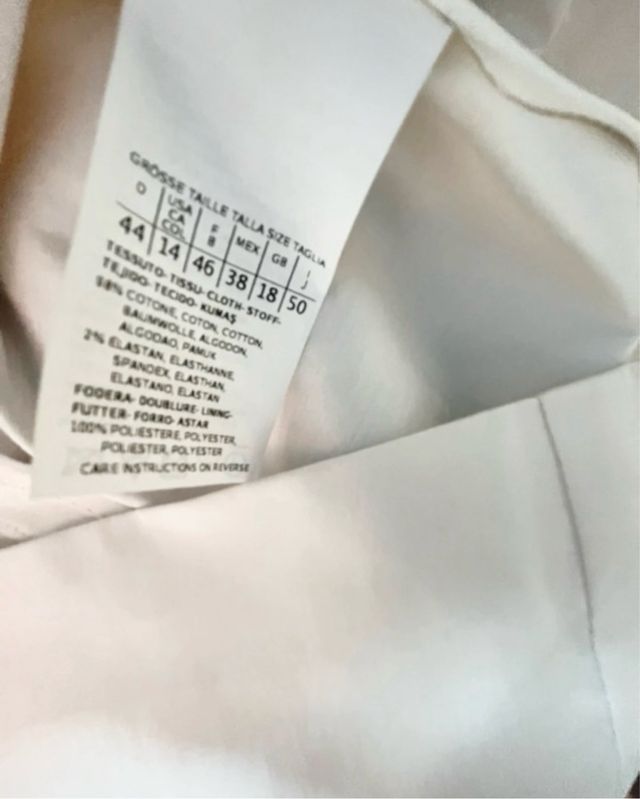 GRÖSSE TAILLE TALLA SIZE TAGLIA
D USA CA COL F B MEX GB I J
44 14 46 38 18 50
TESSUTO- TISSU- CLOTH- STOFF-
TEJIDO- TECIDO- KUMAŞ
98% COTONE, COTON, COTTON,
BAUMWOLLE, ALGODON,
ALGODAO, PAMUK
2% ELASTAN, ELASTHANNE,
SPANDEX, ELASTHAN,
ELASTANO, ELASTAN
FODERA- DOUBLURE- LINING-
FUTTER- FORRO- ASTAR
100% POLIESTERE, POLYESTER,
POLIESTER, POLYESTER
CARE INSTRUCTIONS ON REVERSE